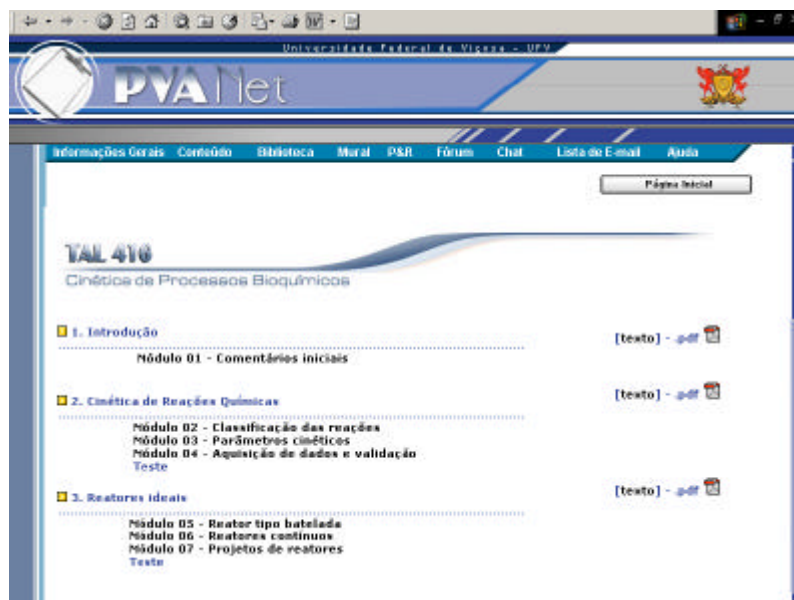 Universidade Federal de Viçosa - UFV
PVANet
Informações Gerais Conteúdo Biblioteca Mural P&R Fórum Chat Lista de E-mail Ajuda
Página Inicial
TAL 416
Cinética de Processos Bioquímicos
1. Introdução [texto] - .pdf
Módulo 01 - Comentários iniciais
2. Cinética de Reações Químicas [texto] - .pdf
Módulo 02 - Classificação das reações
Módulo 03 - Parâmetros cinéticos
Módulo 04 - Aquisição de dados e validação
Teste
3. Reatores ideais [texto] - .pdf
Módulo 05 - Reator tipo batelada
Módulo 06 - Reatores contínuos
Módulo 07 - Projetos de reatores
Teste